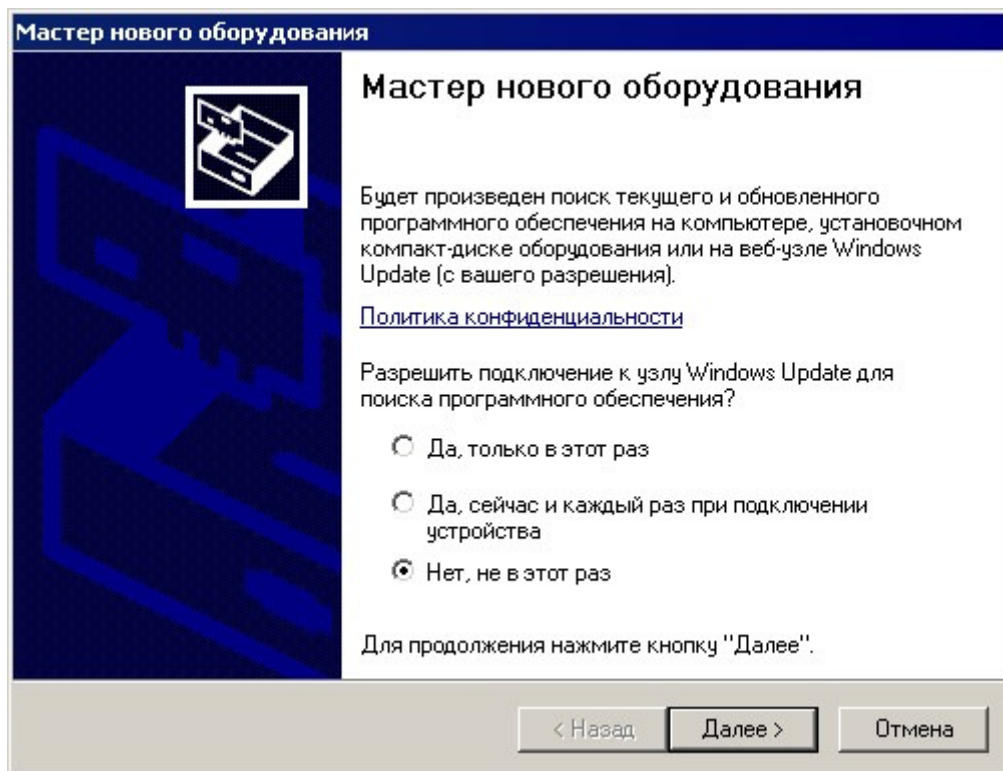 Мастер нового оборудования
Мастер нового оборудования
Будет произведен поиск текущего и обновленного
программного обеспечения на компьютере, установочном
компакт-диске оборудования или на веб-узле Windows
Update (с вашего разрешения).
Политика конфиденциальности
Разрешить подключение к узлу Windows Update для
поиска программного обеспечения?
Да, только в этот раз
Да, сейчас и каждый раз при подключении
устройства
Нет, не в этот раз
Для продолжения нажмите кнопку "Далее".
< Назад Далее > Отмена